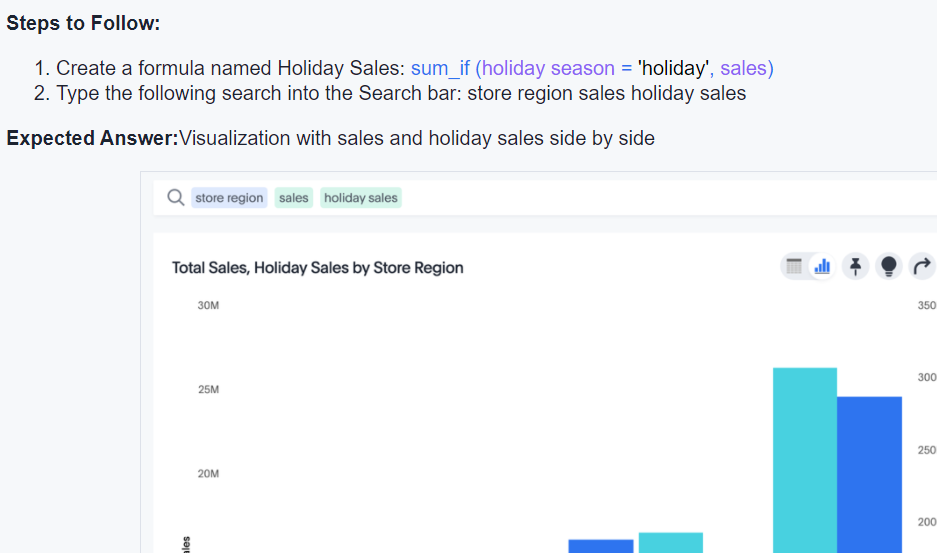 Steps to Follow:
1. Create a formula named Holiday Sales: sum_if (holiday season = 'holiday', sales)
2. Type the following search into the Search bar: store region sales holiday sales
Expected Answer:Visualization with sales and holiday sales side by side
store region sales holiday sales
Total Sales, Holiday Sales by Store Region
30M
350
25M
300
250
20M
200